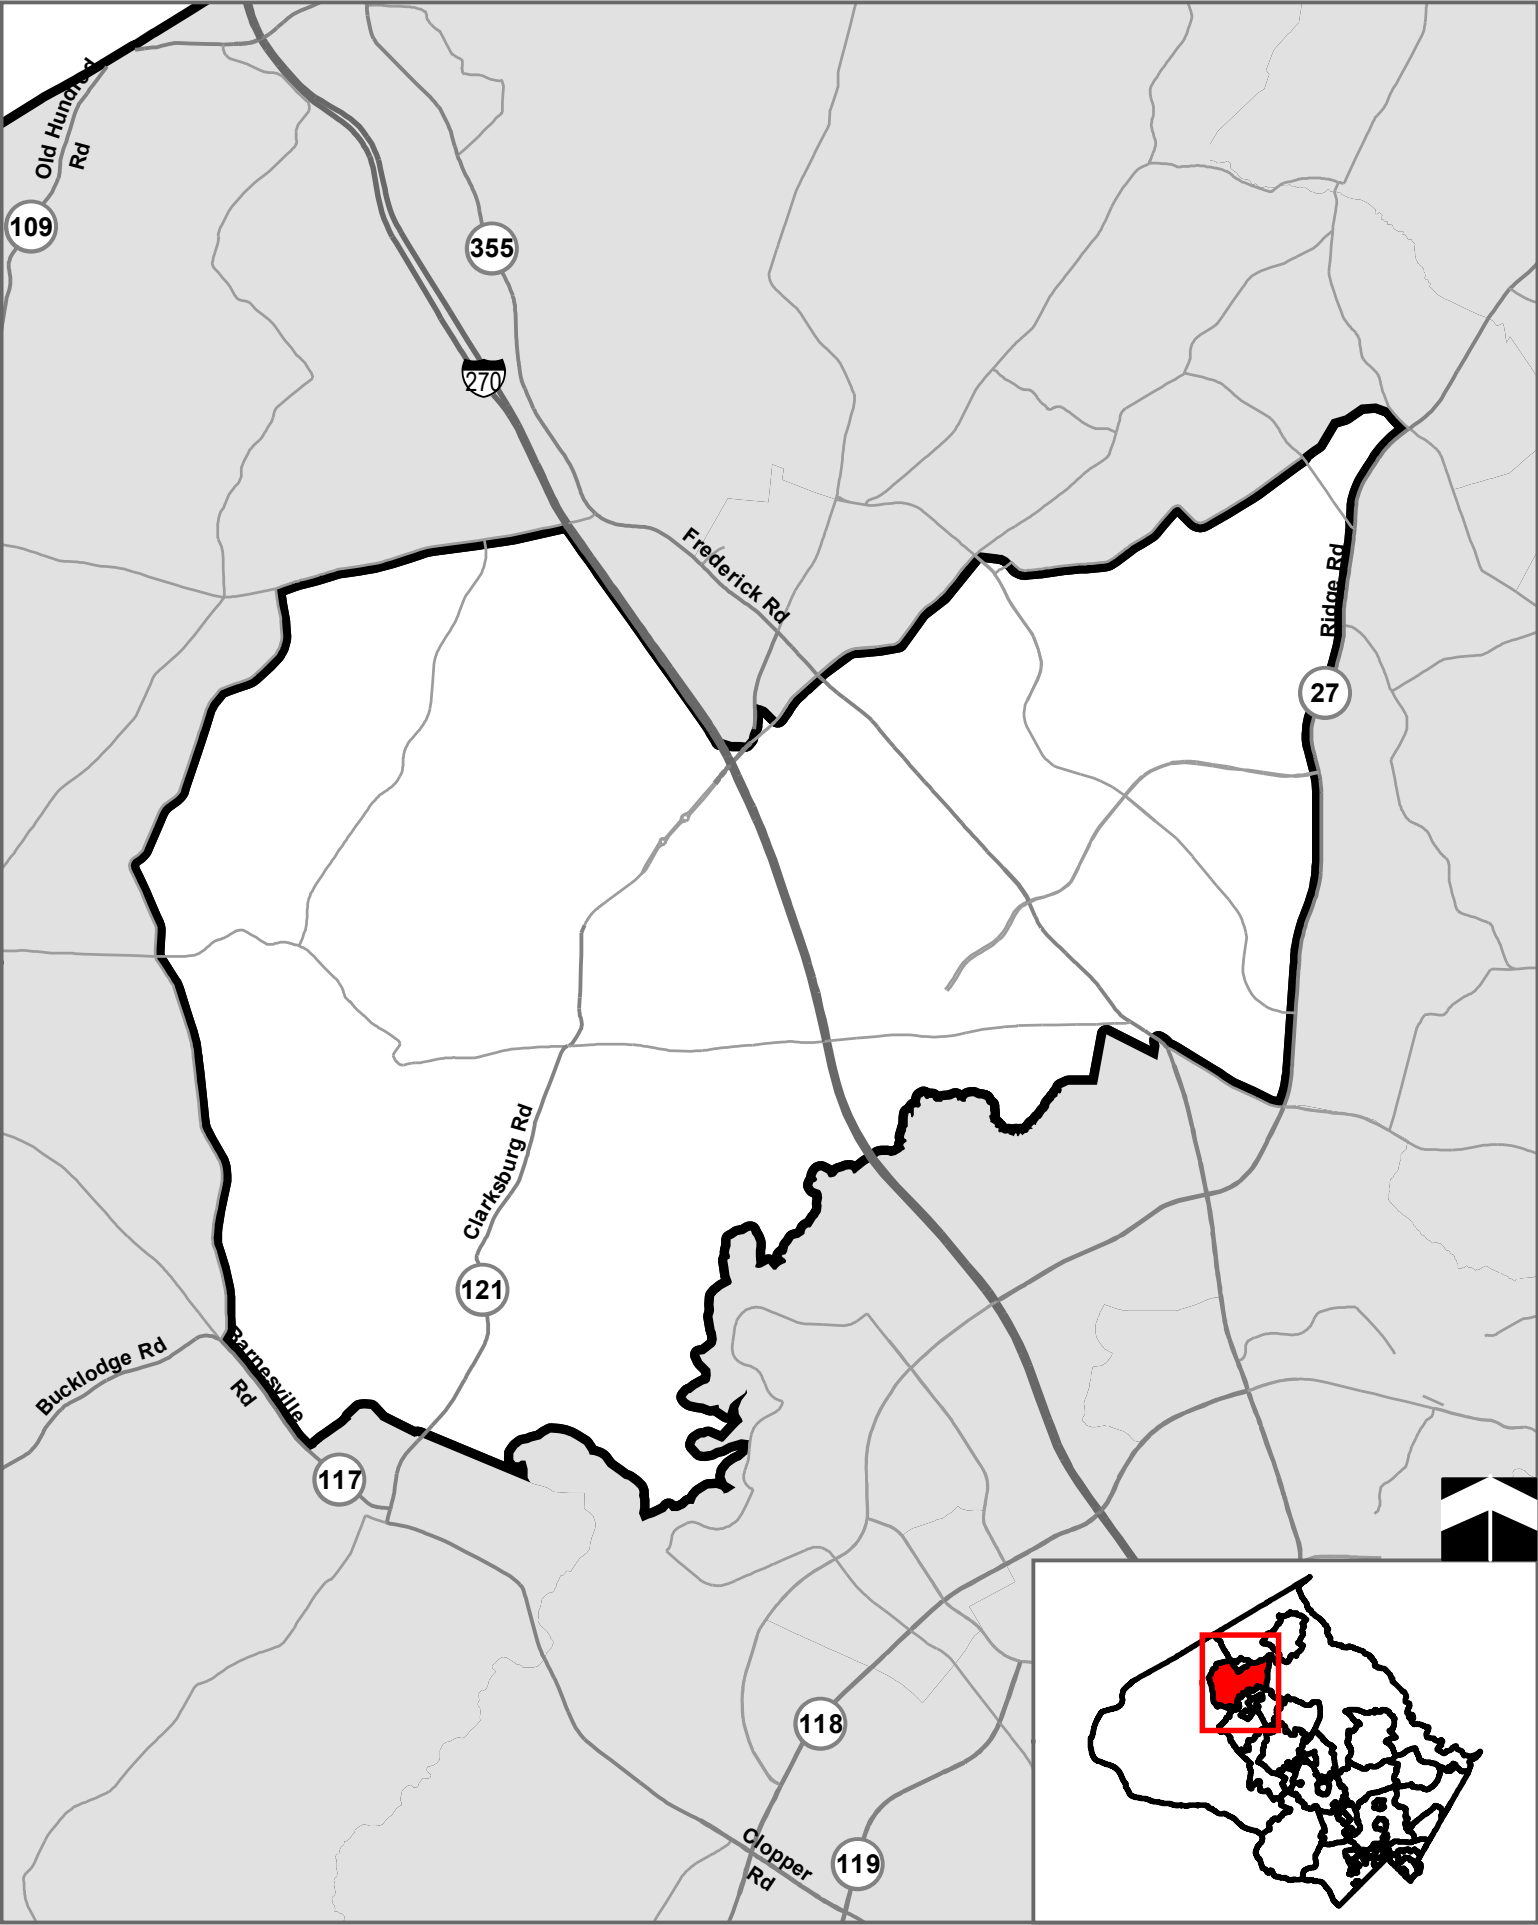 Old Hundred
Rd
109
355
270
Frederick Rd
Ridge Rd
27
Clarksburg Rd
121
Bucklodge Rd
Barnesville
Rd
117
118
Clopper
Rd
119